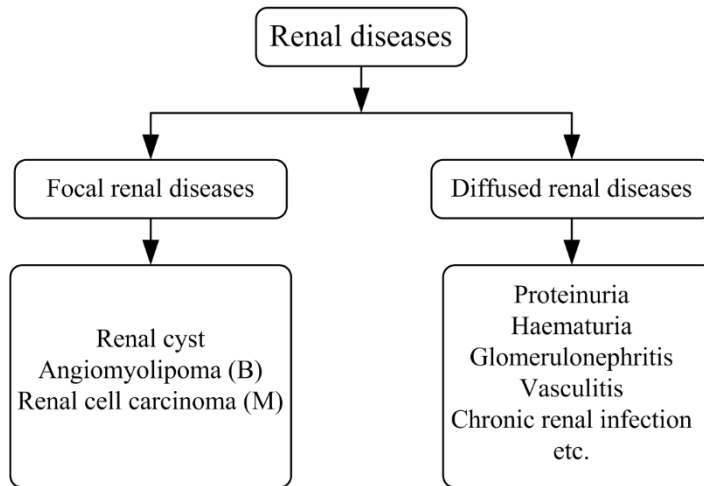 Renal diseases
Focal renal diseases
Diffused renal diseases
Renal cyst
Angiomyolipoma (B)
Renal cell carcinoma (M)
Proteinuria
Haematuria
Glomerulonephritis
Vasculitis
Chronic renal infection
etc.